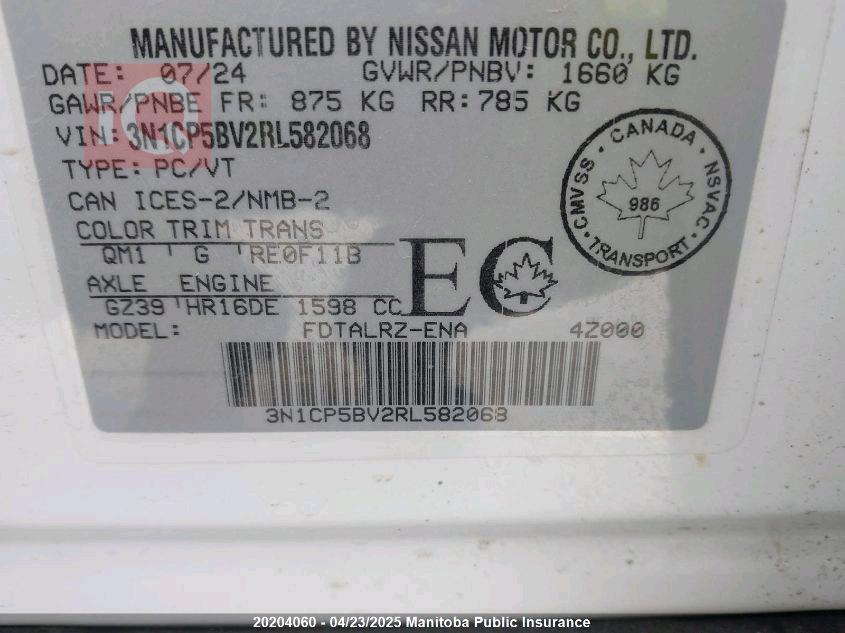 MANUFACTURED BY NISSAN MOTOR CO., LTD.
DATE: 07/24 GVWR/PNBV: 1660 KG
GAWR/PNBE FR: 875 KG RR: 785 KG
VIN: 3N1CP5BV2RL582068
TYPE: PC/VT
CAN ICES-2/NMB-2
COLOR TRIM TRANS
QM1 G RE0F11B
AXLE ENGINE
GZ39 HR16DE 1598 CC
EC
MODEL: FDTALRZ-ENA 4Z000
3N1CP5BV2RL582068
CMVSS · CANADA · NSVAC · TRANSPORT ·
986
iQ
20204060 - 04/23/2025 Manitoba Public Insurance